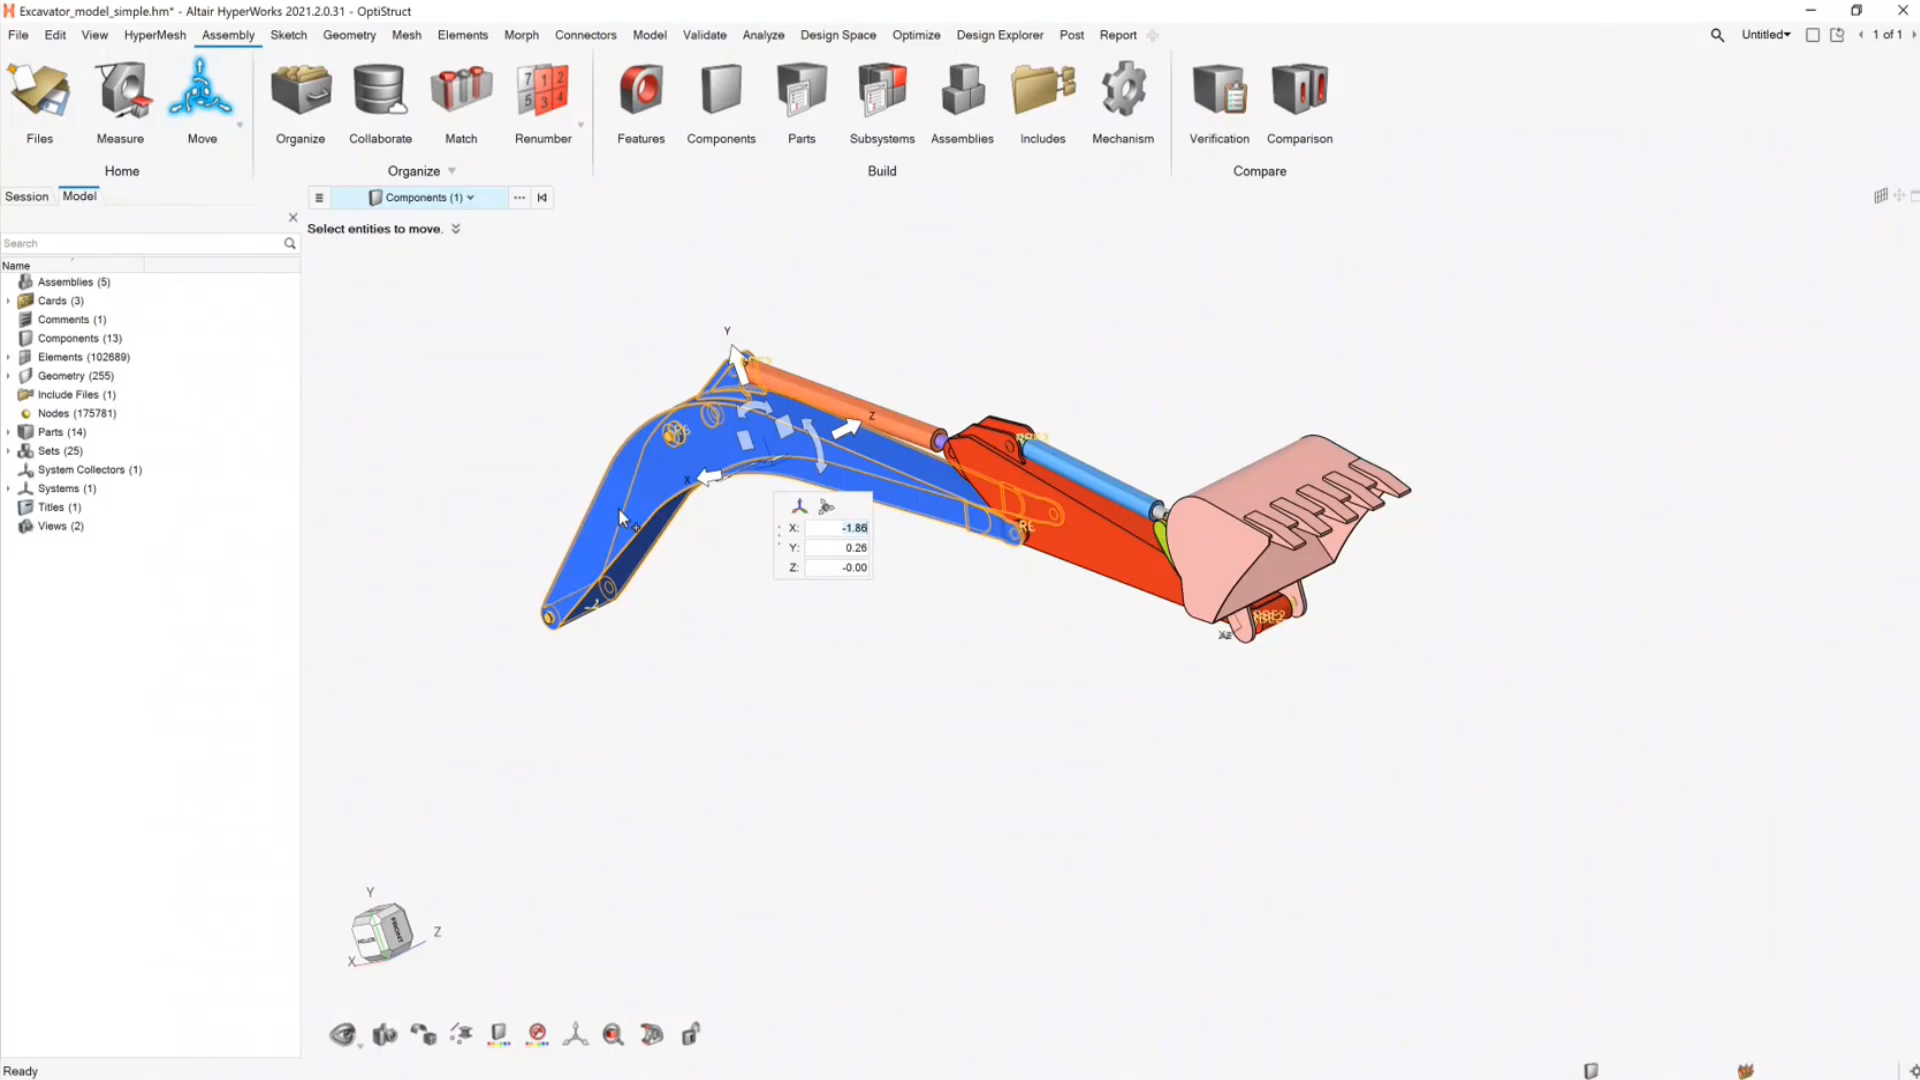 Excavator_model_simple.hm* - Altair HyperWorks 2021.2.0.31 - OptiStruct
File Edit View HyperMesh Assembly Sketch Geometry Mesh Elements Morph Connectors Model Validate Analyze Design Space Optimize Design Explorer Post Report Untitled 1 of 1
Files Measure Move Organize Collaborate Match Renumber Features Components Parts Subsystems Assemblies Includes Mechanism Verification Comparison
Home Organize Build Compare
Session Model
Components (1)
Select entities to move.
Search
Name
Assemblies (5)
Cards (3)
Comments (1)
Components (13)
Elements (102689)
Geometry (255)
Include Files (1)
Nodes (175781)
Parts (14)
Sets (25)
System Collectors (1)
Systems (1)
Titles (1)
Views (2)
Y
Z
X
X: -1.86
Y: 0.26
Z: -0.00
RBE2
Y
Z
X
FRONT
Ready